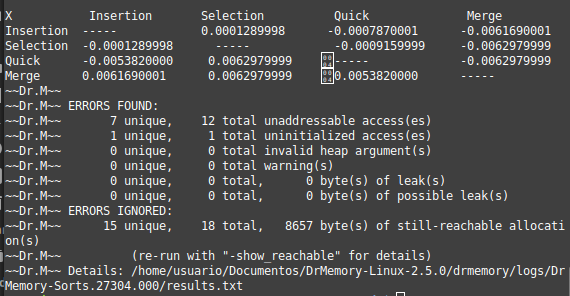 X Insertion Selection Quick Merge
Insertion ----- 0.0001289998 -0.0007870001 -0.0061690001
Selection -0.0001289998 ----- -0.0009159999 -0.0062979999
Quick -0.0053820000 0.0062979999 ----- -0.0062979999
Merge 0.0061690001 0.0062979999 0.0053820000 -----
~~Dr.M~~
~~Dr.M~~ ERRORS FOUND:
~~Dr.M~~ 7 unique, 12 total unaddressable access(es)
~~Dr.M~~ 1 unique, 1 total uninitialized access(es)
~~Dr.M~~ 0 unique, 0 total invalid heap argument(s)
~~Dr.M~~ 0 unique, 0 total warning(s)
~~Dr.M~~ 0 unique, 0 total, 0 byte(s) of leak(s)
~~Dr.M~~ 0 unique, 0 total, 0 byte(s) of possible leak(s)
~~Dr.M~~ ERRORS IGNORED:
~~Dr.M~~ 15 unique, 18 total, 8657 byte(s) of still-reachable allocati
on(s)
~~Dr.M~~ (re-run with "-show_reachable" for details)
~~Dr.M~~ Details: /home/usuario/Documentos/DrMemory-Linux-2.5.0/drmemory/logs/Dr
Memory-Sorts.27304.000/results.txt